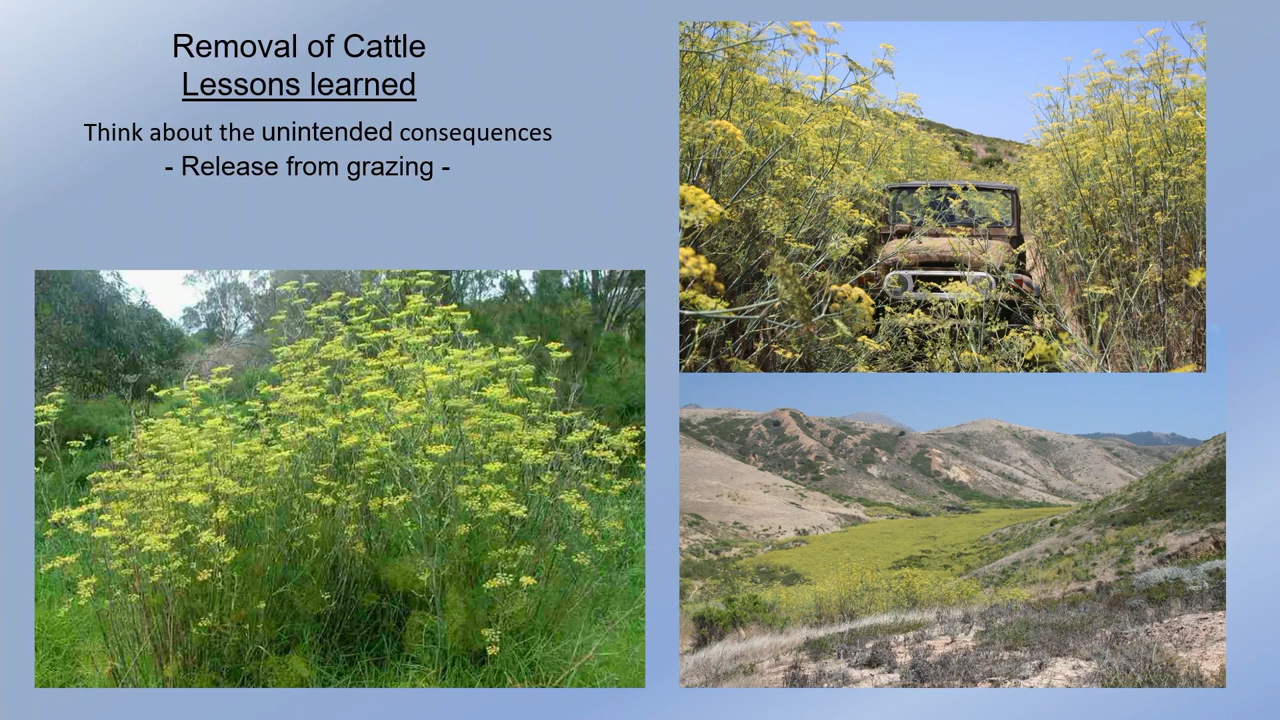 Removal of Cattle
Lessons learned
Think about the unintended consequences
- Release from grazing -